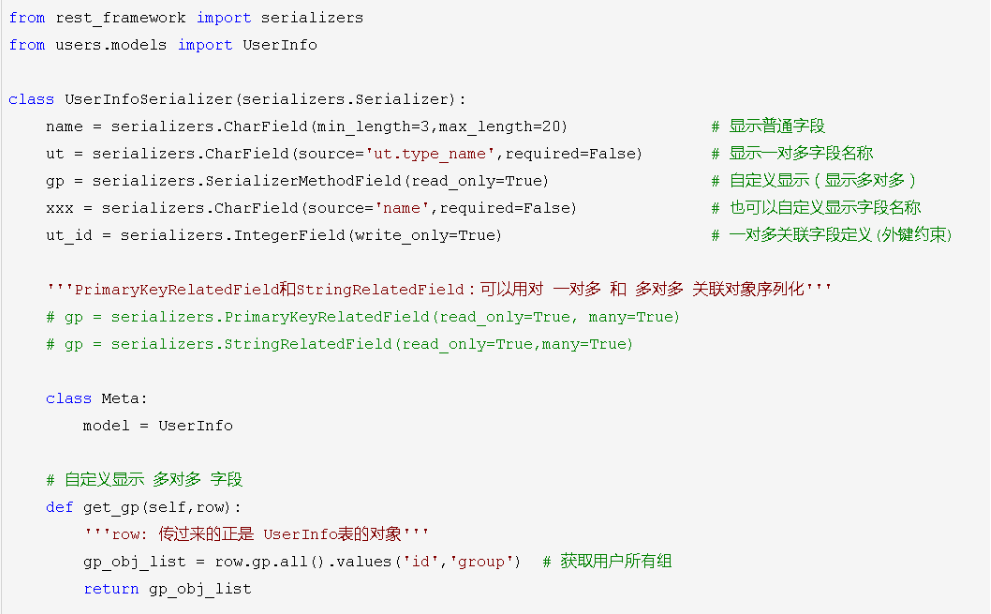 from rest_framework import serializers
from users.models import UserInfo
class UserInfoSerializer(serializers.Serializer):
name = serializers.CharField(min_length=3,max_length=20) # 显示普通字段
ut = serializers.CharField(source='ut.type_name',required=False) # 显示一对多字段名称
gp = serializers.SerializerMethodField(read_only=True) # 自定义显示(显示多对多)
xxx = serializers.CharField(source='name',required=False) # 也可以自定义显示字段名称
ut_id = serializers.IntegerField(write_only=True) # 一对多关联字段定义(外键约束)
'''PrimaryKeyRelatedField和StringRelatedField:可以用对 一对多 和 多对多 关联对象序列化'''
# gp = serializers.PrimaryKeyRelatedField(read_only=True, many=True)
# gp = serializers.StringRelatedField(read_only=True,many=True)
class Meta:
model = UserInfo
# 自定义显示 多对多 字段
def get_gp(self,row):
'''row: 传过来的正是 UserInfo表的对象'''
gp_obj_list = row.gp.all().values('id','group') # 获取用户所有组
return gp_obj_list